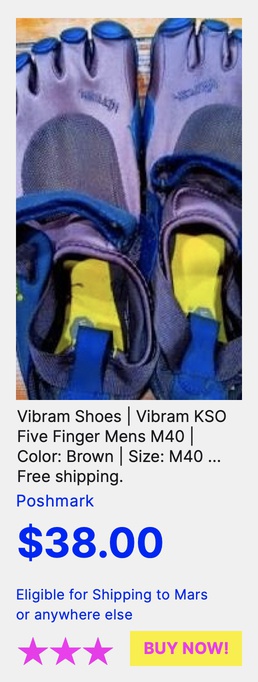 Vibram Shoes | Vibram KSO
Five Finger Mens M40 |
Color: Brown | Size: M40 ...
Free shipping.
Poshmark
$38.00
Eligible for Shipping to Mars
or anywhere else
BUY NOW!